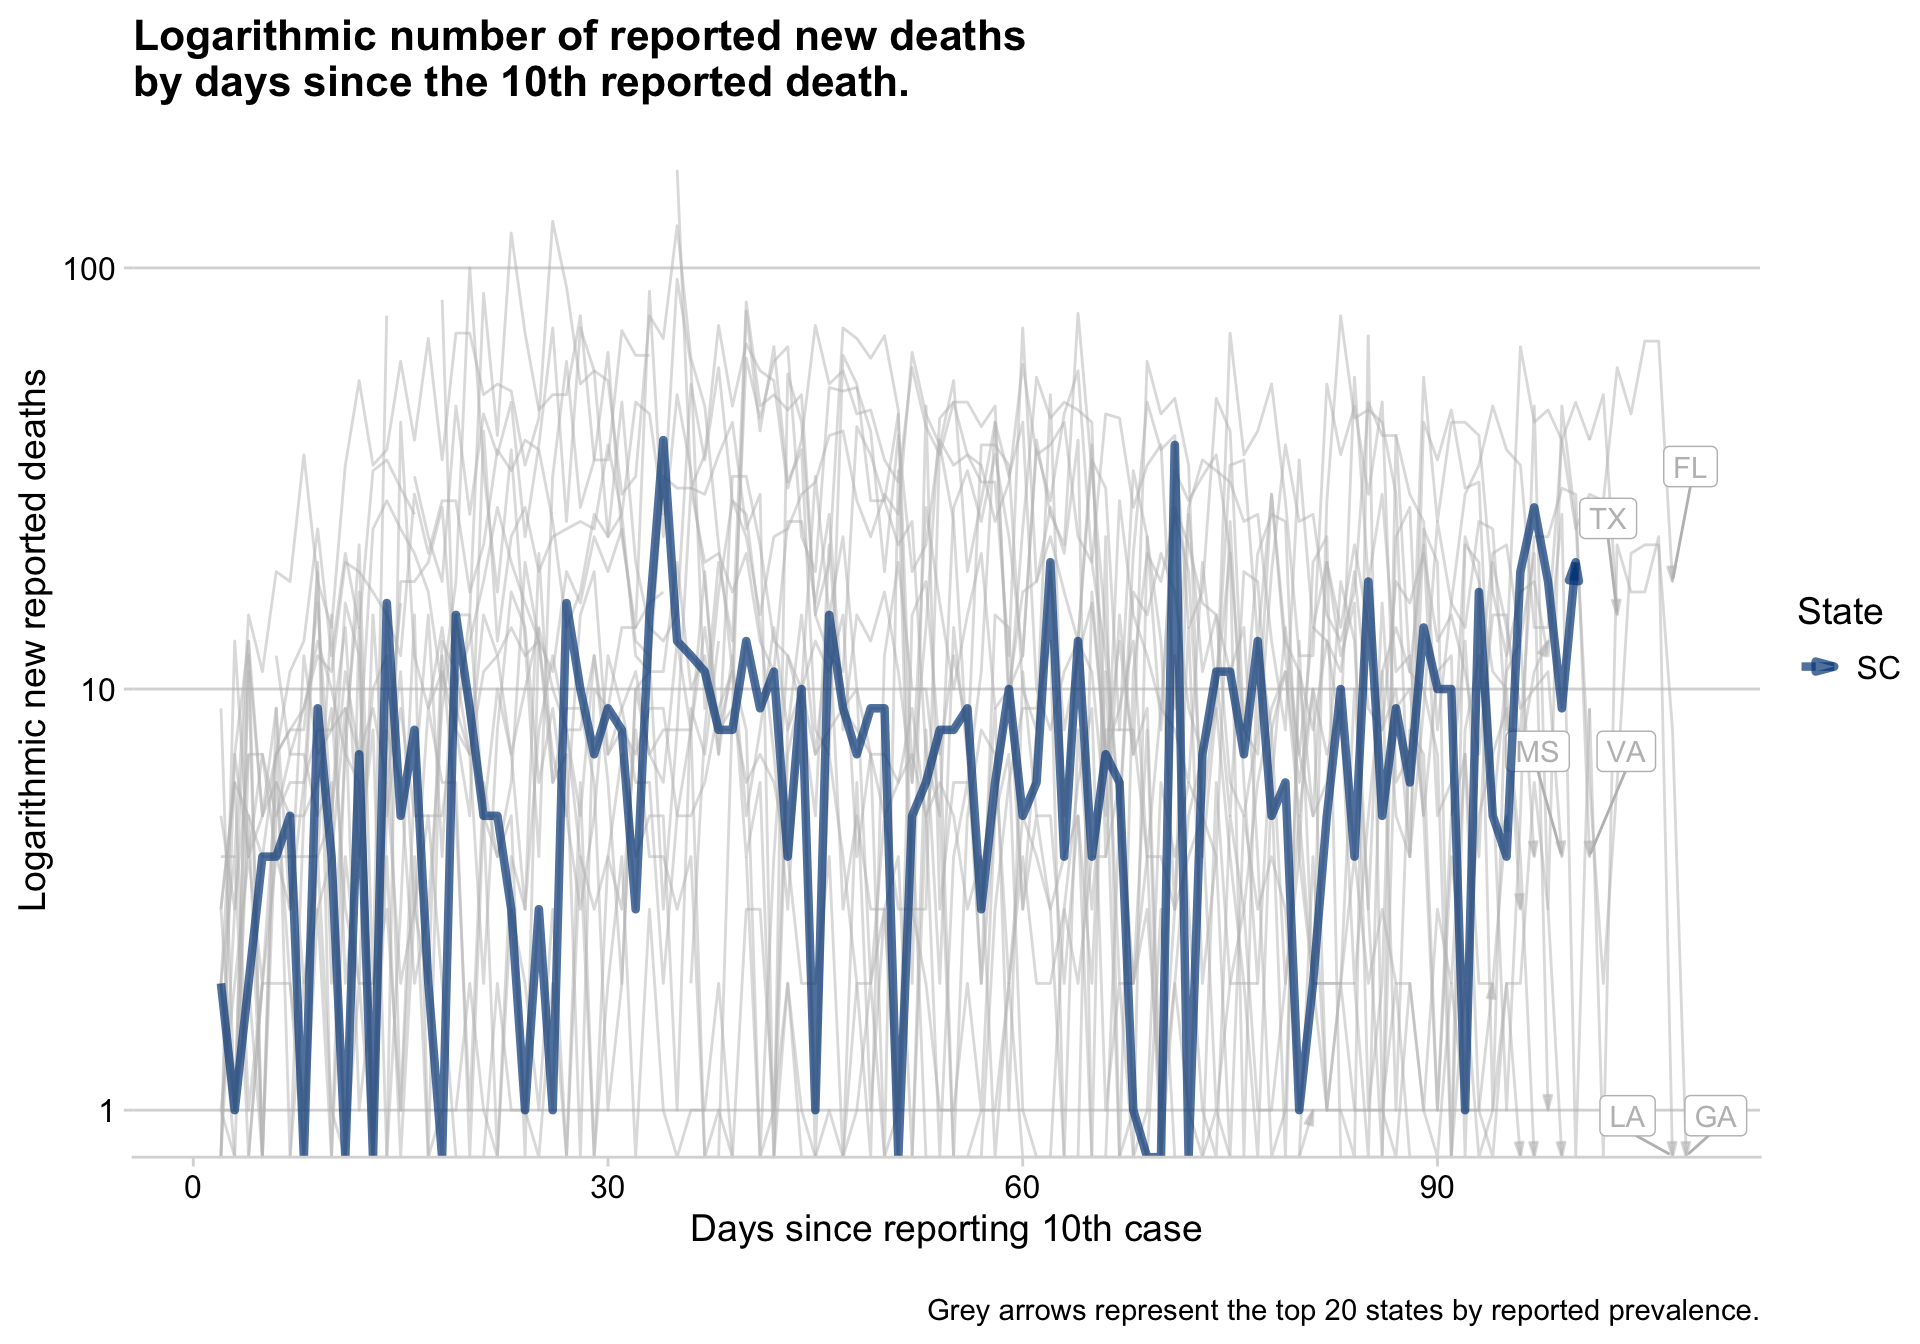 Logarithmic number of reported new deaths
by days since the 10th reported death.
Logarithmic new reported deaths
100
10
1
FL
TX
MS
VA
LA
GA
State
SC
0
30
60
90
Days since reporting 10th case
Grey arrows represent the top 20 states by reported prevalence.